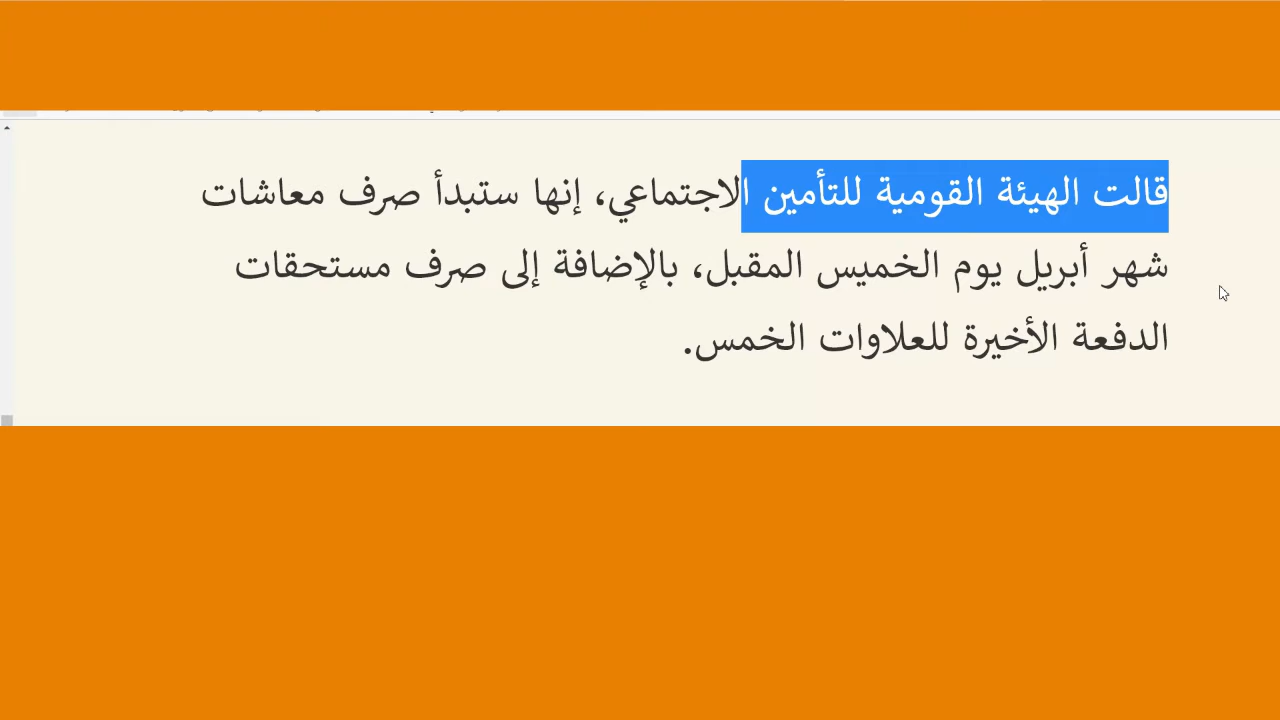 قالت الهيئة القومية للتأمين الاجتماعي، إنها ستبدأ صرف معاشات
شهر أبريل يوم الخميس المقبل، بالإضافة إلى صرف مستحقات
الدفعة الأخيرة للعلاوات الخمس.